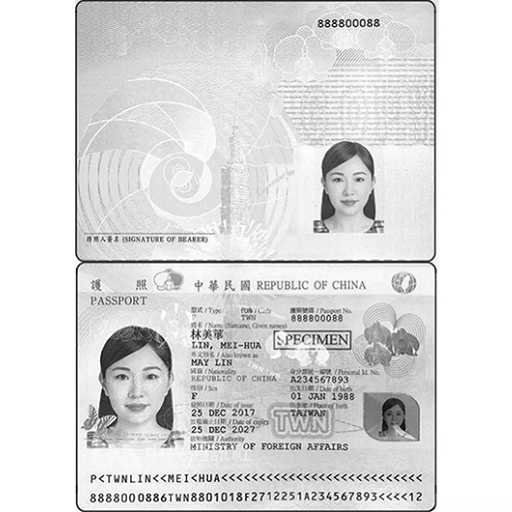 888800088
持照人簽名 (SIGNATURE OF BEARER)
護 照 中華民國 REPUBLIC OF CHINA
PASSPORT
型式 / Type 代碼 / Code 護照號碼 / Passport No.
P TWN 888800088
姓名 / Name (Surname, Given names)
林美華
LIN, MEI-HUA
SPECIMEN
外文別名 / Also known as
MAY LIN
國籍 / Nationality 身分證統一編號 / Personal Id. No.
REPUBLIC OF CHINA A234567893
性別 / Sex 出生日期 / Date of birth
F 01 JAN 1988
發照日期 / Date of issue 出生地 / Place of birth
25 DEC 2017 TAIWAN
效期截止日期 / Date of expiry
25 DEC 2027
TWN
發照機關 / Authority
MINISTRY OF FOREIGN AFFAIRS
P<TWNLIN<<MEI<HUA<<<<<<<<<<<<<<<<<<<<<<<<<<<
8888000886TWN8801018F2712251A234567893<<<<12